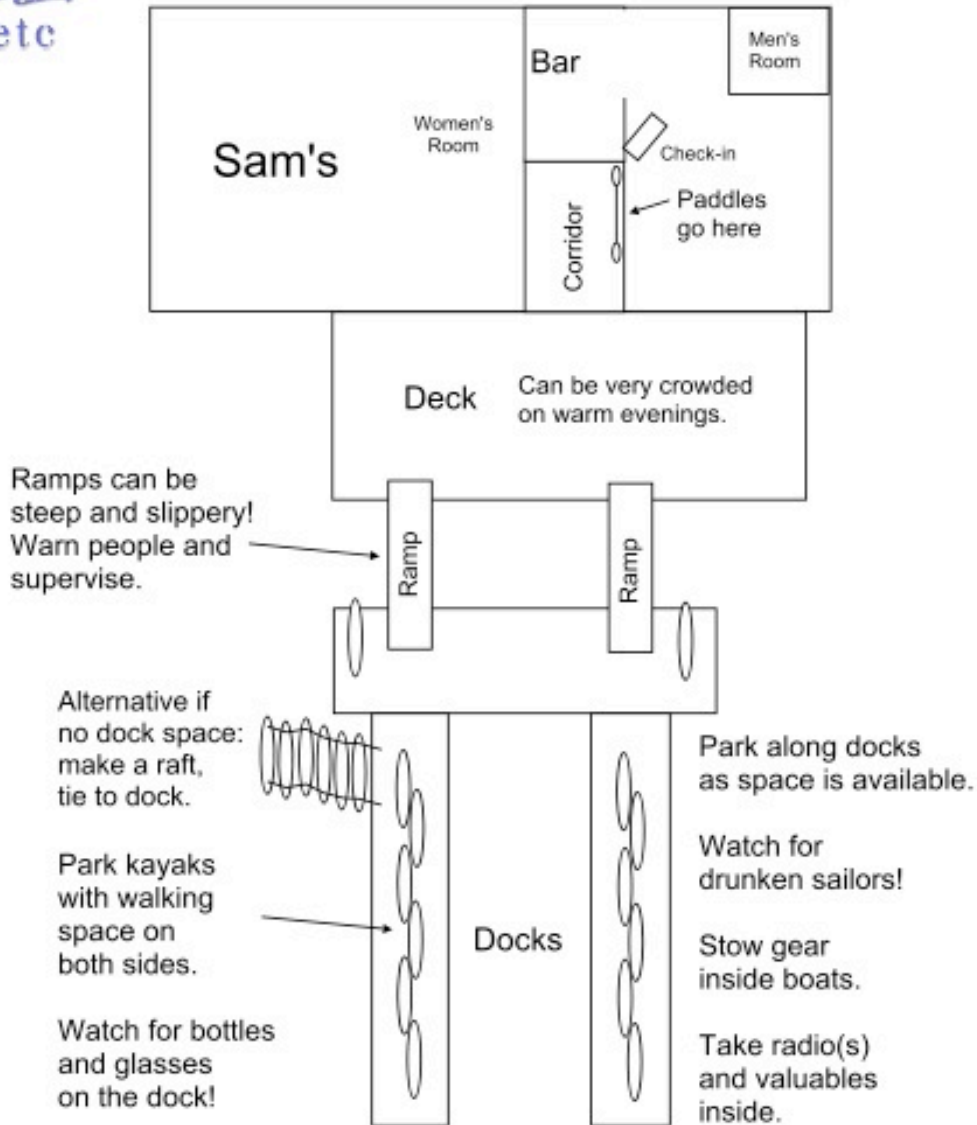 etc
Bar
Men's
Room
Women's
Room
Sam's
Check-in
Paddles
go here
Corridor
Deck
Can be very crowded
on warm evenings.
Ramps can be
steep and slippery!
Warn people and
supervise.
Ramp
Ramp
Alternative if
no dock space:
make a raft,
tie to dock.
Park kayaks
with walking
space on
both sides.
Watch for bottles
and glasses
on the dock!
Docks
Park along docks
as space is available.
Watch for
drunken sailors!
Stow gear
inside boats.
Take radio(s)
and valuables
inside.